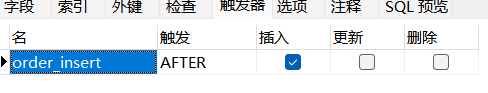 字段 索引 外键 检查 触发器 选项 注释 SQL 预览
名 触发 插入 更新 删除
order_insert AFTER